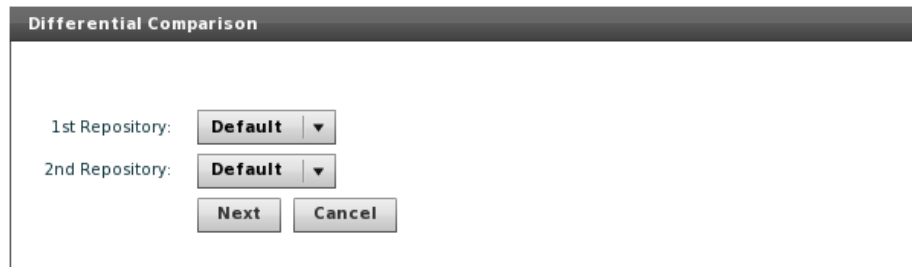 Differential Comparison
1st Repository: Default
2nd Repository: Default
Next Cancel